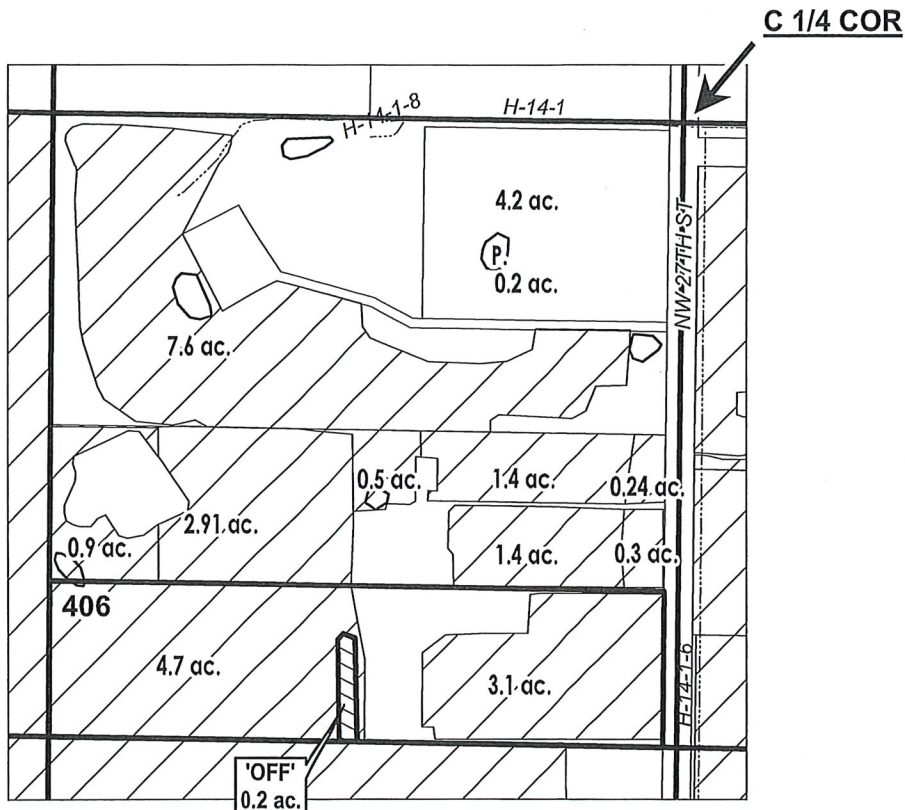 C 1/4 COR
H-14-1-8
H-14-1
4.2 ac.
P.
0.2 ac.
NW 27TH ST
7.6 ac.
0.5 ac.
1.4 ac.
0.24 ac.
2.91 ac.
0.9 ac.
1.4 ac.
0.3 ac.
406
4.7 ac.
3.1 ac.
H-14-1-6
'OFF'
0.2 ac.